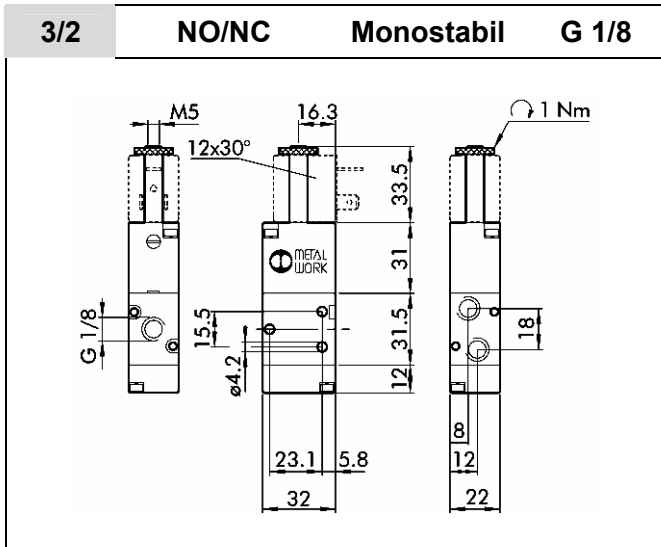 3/2 NO/NC Monostabil G 1/8
M5
16.3
1 Nm
12x30°
33.5
METAL
WORK
31
G 1/8
15.5
ø4.2
31.5
12
18
8
23.1
5.8
12
32
22